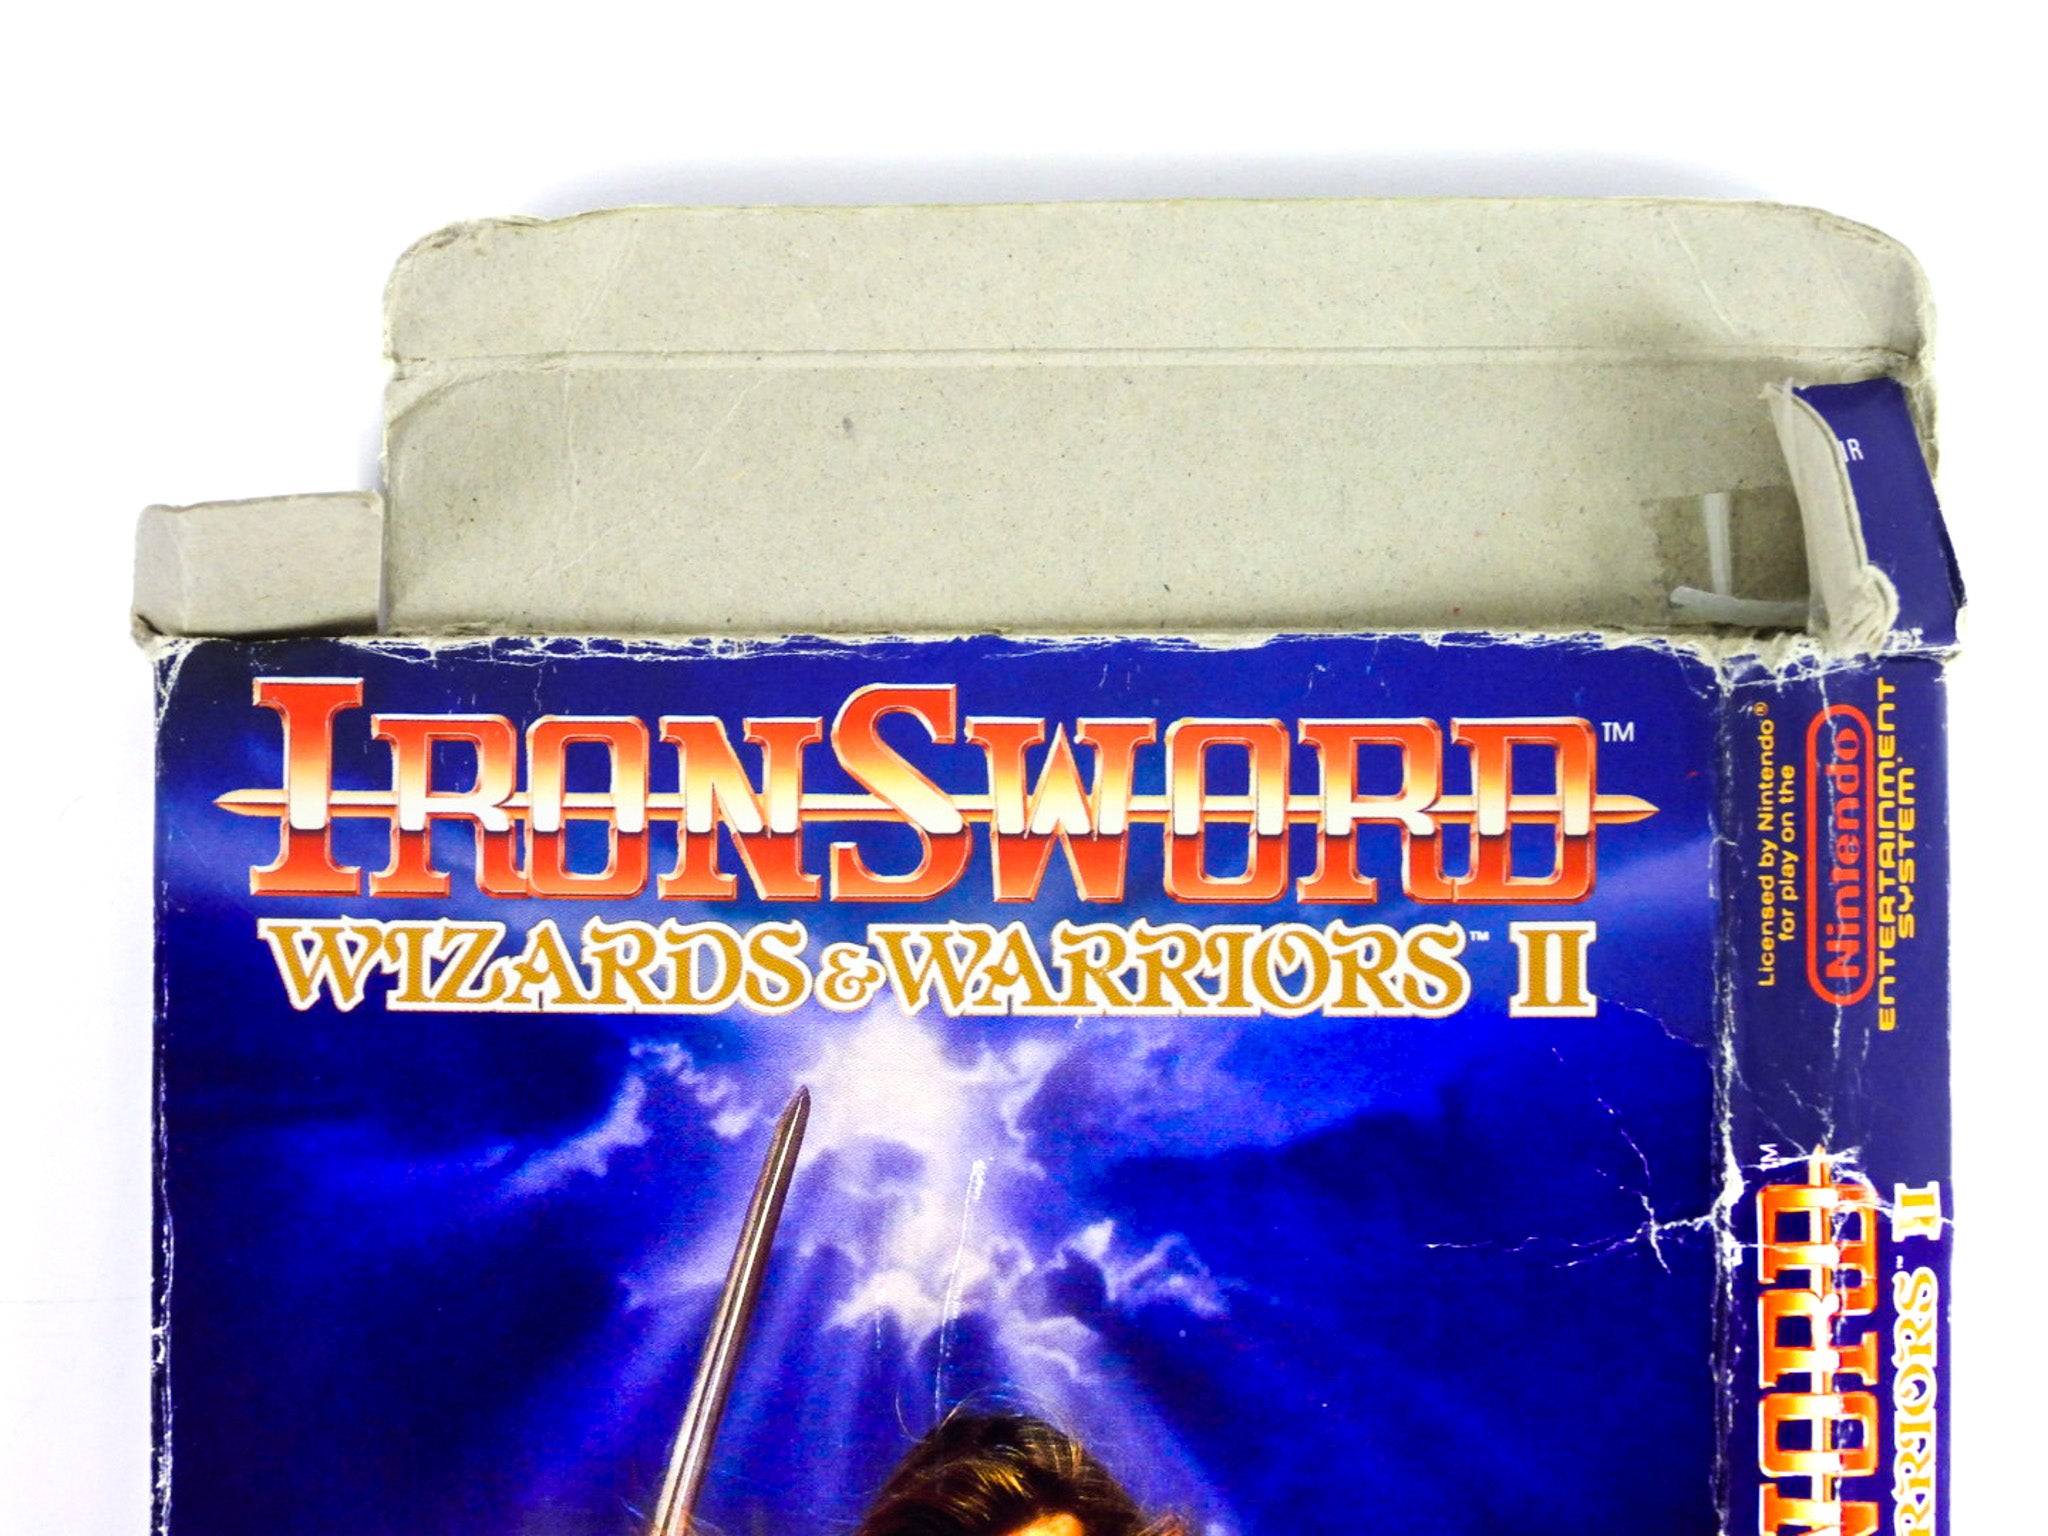 IRONSWORD™
WIZARDS & WARRIORS™ II
Licensed by Nintendo®
for play on the
Nintendo
ENTERTAINMENT
SYSTEM